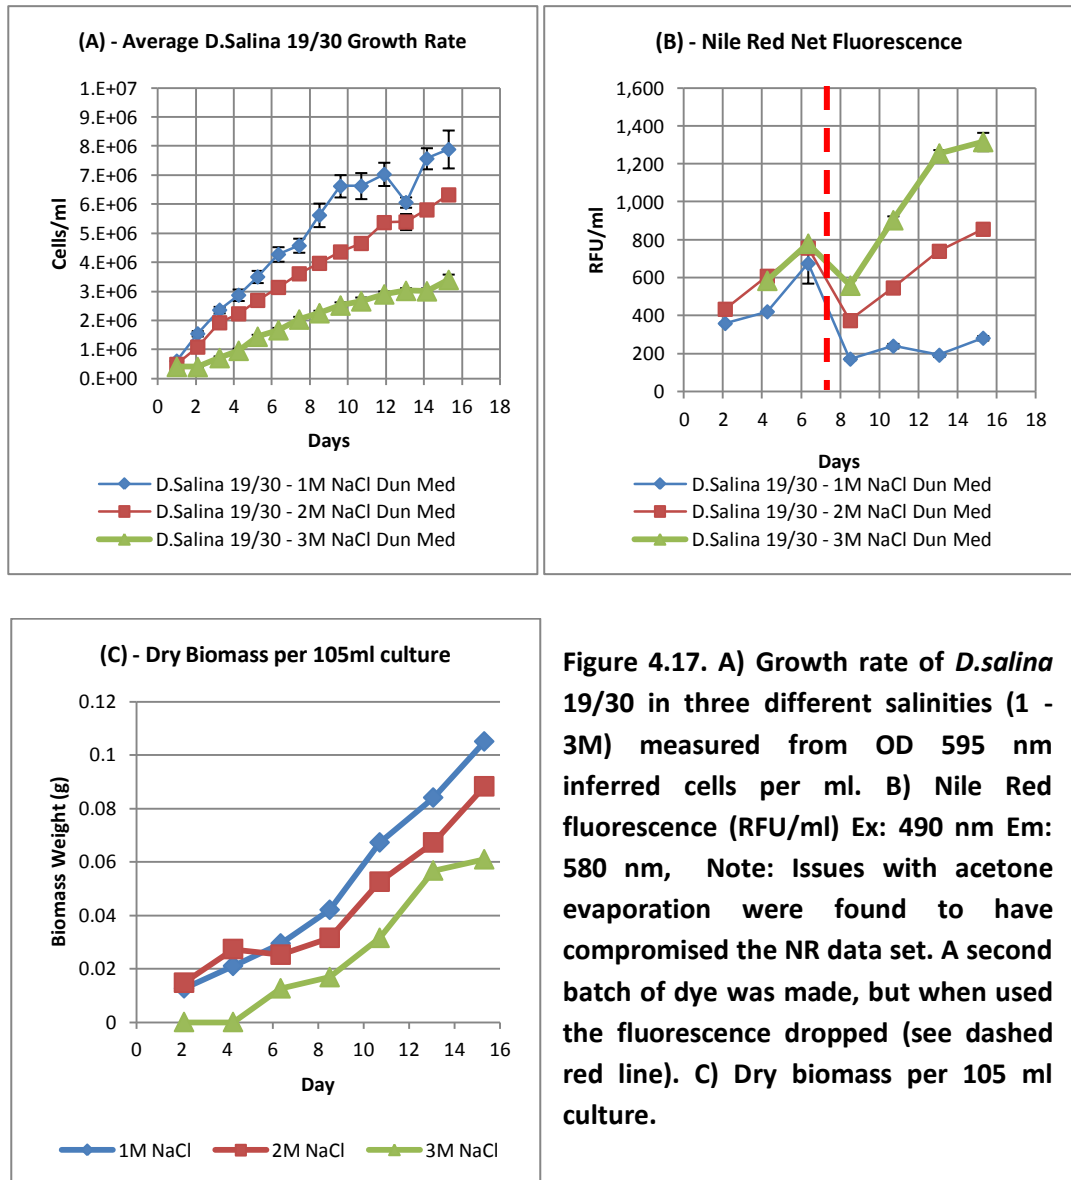 (A) - Average D.Salina 19/30 Growth Rate
1.E+07
9.E+06
8.E+06
7.E+06
6.E+06
5.E+06
4.E+06
3.E+06
2.E+06
1.E+06
0.E+00
Cells/ml
0 2 4 6 8 10 12 14 16 18
Days
D.Salina 19/30 - 1M NaCl Dun Med
D.Salina 19/30 - 2M NaCl Dun Med
D.Salina 19/30 - 3M NaCl Dun Med
(B) - Nile Red Net Fluorescence
1,600
1,400
1,200
1,000
800
600
400
200
0
RFU/ml
0 2 4 6 8 10 12 14 16 18
Days
D.Salina 19/30 - 1M NaCl Dun Med
D.Salina 19/30 - 2M NaCl Dun Med
D.Salina 19/30 - 3M NaCl Dun Med
(C) - Dry Biomass per 105ml culture
0.12
0.1
0.08
0.06
0.04
0.02
0
Biomass Weight (g)
0 2 4 6 8 10 12 14 16
Day
1M NaCl 2M NaCl 3M NaCl
Figure 4.17. A) Growth rate of D.salina
19/30 in three different salinities (1 -
3M) measured from OD 595 nm
inferred cells per ml. B) Nile Red
fluorescence (RFU/ml) Ex: 490 nm Em:
580 nm, Note: Issues with acetone
evaporation were found to have
compromised the NR data set. A second
batch of dye was made, but when used
the fluorescence dropped (see dashed
red line). C) Dry biomass per 105 ml
culture.